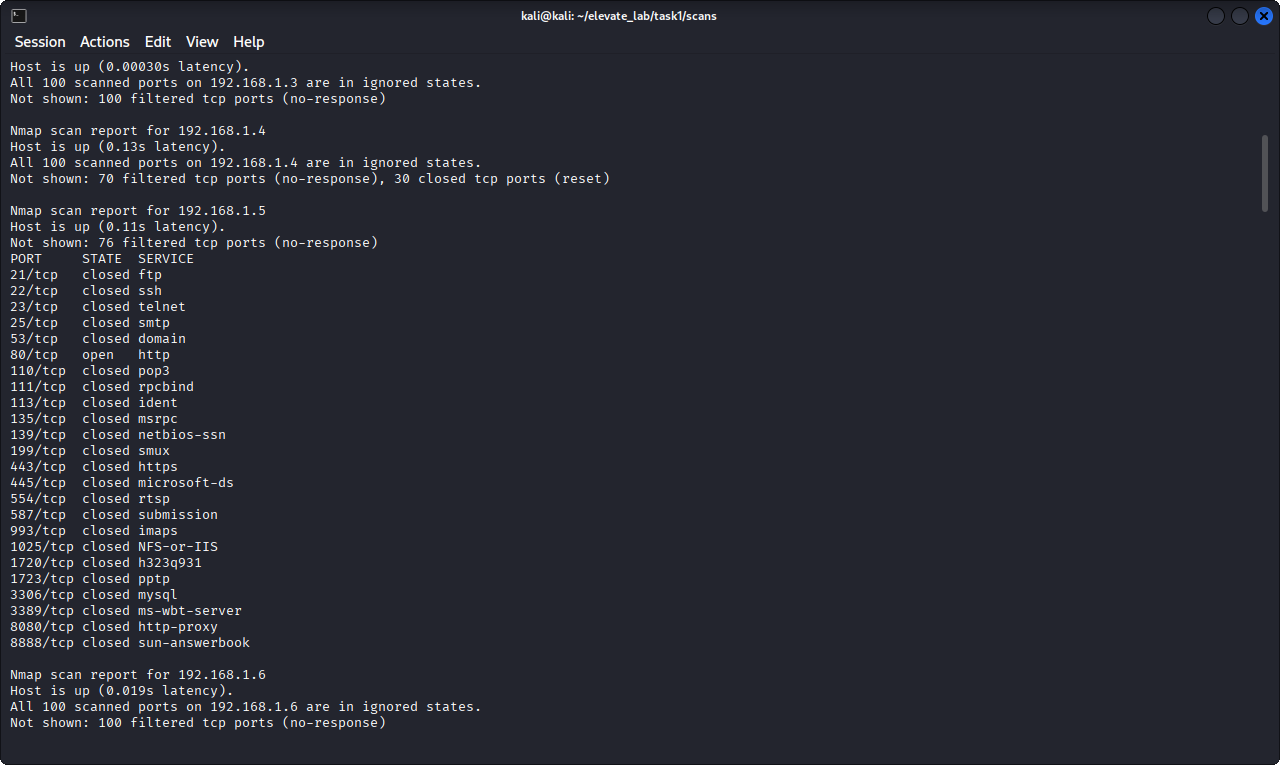 kali@kali: ~/elevate_lab/task1/scans
Session Actions Edit View Help
Host is up (0.00030s latency).
All 100 scanned ports on 192.168.1.3 are in ignored states.
Not shown: 100 filtered tcp ports (no-response)
Nmap scan report for 192.168.1.4
Host is up (0.13s latency).
All 100 scanned ports on 192.168.1.4 are in ignored states.
Not shown: 70 filtered tcp ports (no-response), 30 closed tcp ports (reset)
Nmap scan report for 192.168.1.5
Host is up (0.11s latency).
Not shown: 76 filtered tcp ports (no-response)
PORT     STATE  SERVICE
21/tcp   closed ftp
22/tcp   closed ssh
23/tcp   closed telnet
25/tcp   closed smtp
53/tcp   closed domain
80/tcp   open   http
110/tcp  closed pop3
111/tcp  closed rpcbind
113/tcp  closed ident
135/tcp  closed msrpc
139/tcp  closed netbios-ssn
199/tcp  closed smux
443/tcp  closed https
445/tcp  closed microsoft-ds
554/tcp  closed rtsp
587/tcp  closed submission
993/tcp  closed imaps
1025/tcp closed NFS-or-IIS
1720/tcp closed h323q931
1723/tcp closed pptp
3306/tcp closed mysql
3389/tcp closed ms-wbt-server
8080/tcp closed http-proxy
8888/tcp closed sun-answerbook
Nmap scan report for 192.168.1.6
Host is up (0.019s latency).
All 100 scanned ports on 192.168.1.6 are in ignored states.
Not shown: 100 filtered tcp ports (no-response)